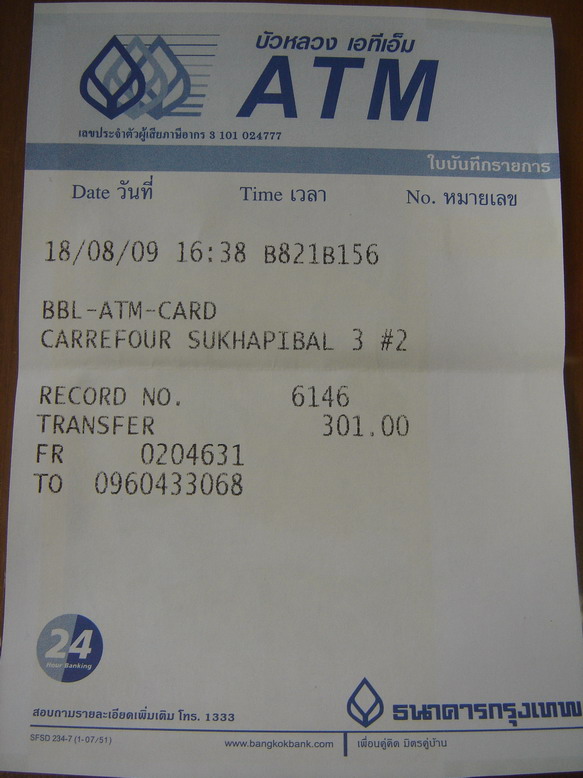 บัวหลวง เอทีเอ็ม
ATM
เลขประจำตัวผู้เสียภาษีอากร 3 101 024777
ใบบันทึกรายการ
Date วันที่ Time เวลา No. หมายเลข
18/08/09 16:38 B821B156
BBL-ATM-CARD
CARREFOUR SUKHAPIBAL 3 #2
RECORD NO. 6146
TRANSFER 301.00
FR 0204631
TO 0960433068
24
Hour Banking
สอบถามรายละเอียดเพิ่มเติม โทร. 1333
ธนาคารกรุงเทพ
SFSD 234-7 (1-07/51)
www.bangkokbank.com
เพื่อนคู่คิด มิตรคู่บ้าน